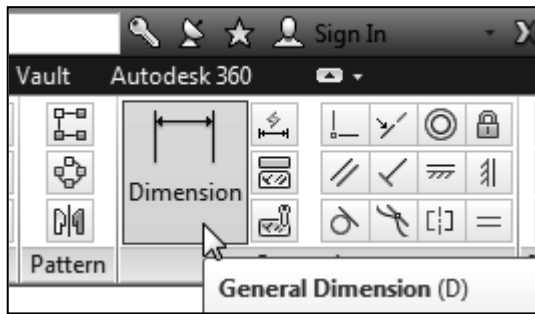 Sign In
Vault Autodesk 360
Dimension
Pattern
General Dimension (D)